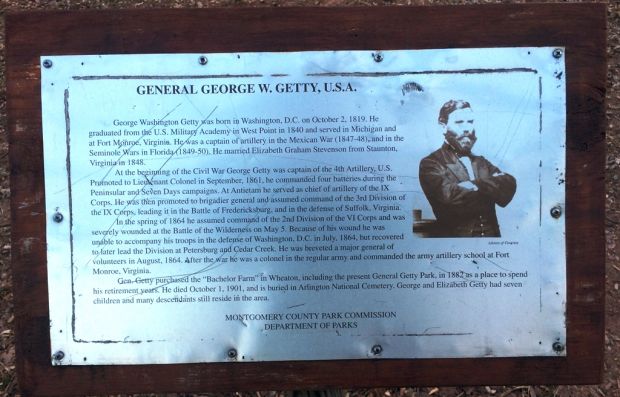 GENERAL GEORGE W. GETTY, U.S.A.
George Washington Getty was born in Washington, D.C. on October 2, 1819. He
graduated from the U.S. Military Academy in West Point in 1840 and served in Michigan and
at Fort Monroe, Virginia. He was a captain of artillery in the Mexican War (1847-48), and in the
Seminole Wars in Florida (1849-50). He married Elizabeth Graham Stevenson from Staunton,
Virginia in 1848.
At the beginning of the Civil War George Getty was captain of the 4th Artillery, U.S.
Promoted to Lieutenant Colonel in September, 1861, he commanded four batteries during the
Peninsular and Seven Days campaigns. At Antietam he served as chief of artillery of the IX
Corps. He was then promoted to brigadier general and assumed command of the 3rd Division of
the IX Corps, leading it in the Battle of Fredericksburg, and in the defense of Suffolk, Virginia.
In the spring of 1864 he assumed command of the 2nd Division of the VI Corps and was
severely wounded at the Battle of the Wilderness on May 5. Because of his wound he was
unable to accompany his troops in the defense of Washington, D.C. in July, 1864, but recovered
to later lead the Division at Petersburg and Cedar Creek. He was breveted a major general of
volunteers in August, 1864. After the war he was a colonel in the regular army and commanded the army artillery school at Fort
Monroe, Virginia.
Gen. Getty purchased the "Bachelor Farm" in Wheaton, including the present General Getty Park, in 1882 as a place to spend
his retirement years. He died October 1, 1901, and is buried in Arlington National Cemetery. George and Elizabeth Getty had seven
children and many descendants still reside in the area.
Library of Congress
MONTGOMERY COUNTY PARK COMMISSION
DEPARTMENT OF PARKS